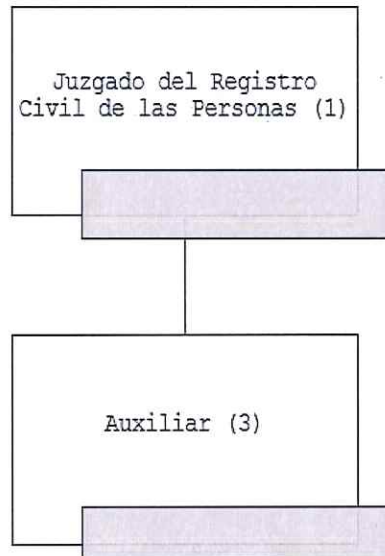 Juzgado del Registro
Civil de las Personas (1)
Auxiliar (3)